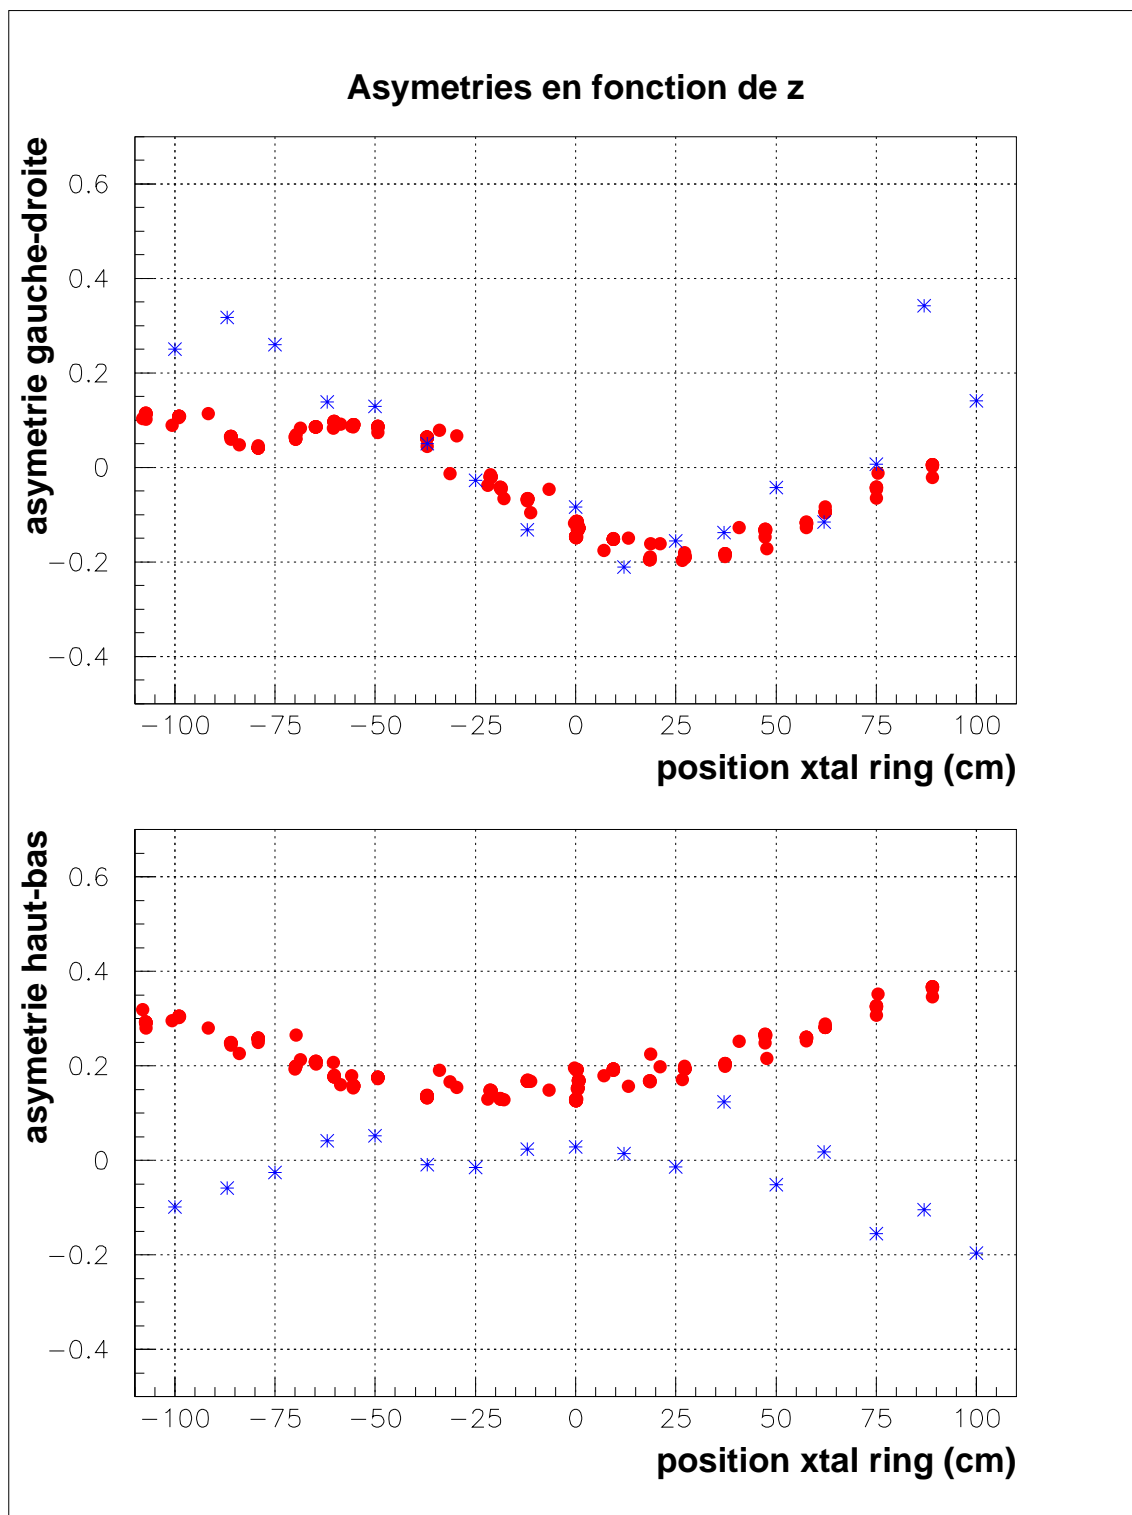 Asymetries en fonction de z
asymetrie gauche-droite
0.6
0.4
0.2
0
−0.2
−0.4
−100 −75 −50 −25 0 25 50 75 100
position xtal ring (cm)
asymetrie haut-bas
0.6
0.4
0.2
0
−0.2
−0.4
−100 −75 −50 −25 0 25 50 75 100
position xtal ring (cm)